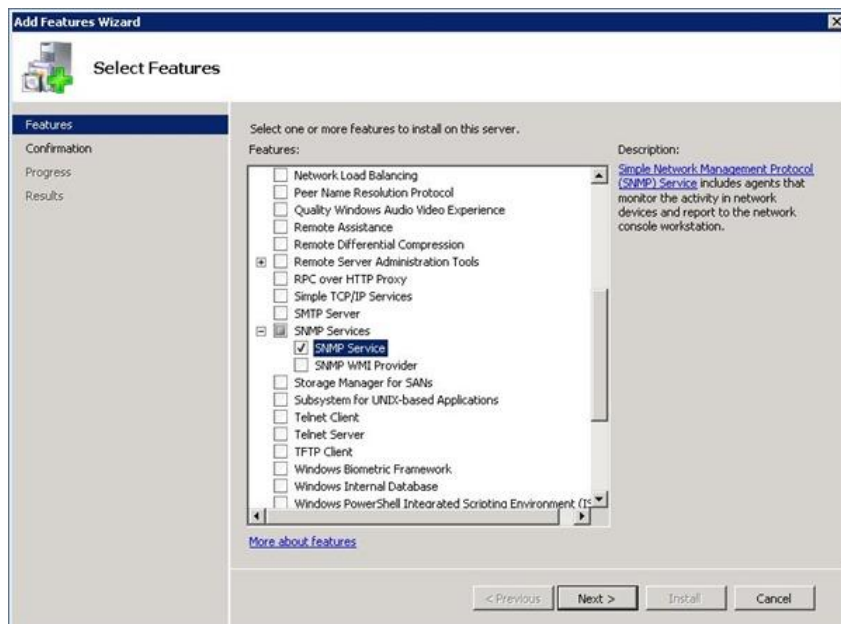 Add Features Wizard
Select Features
Features
Confirmation
Progress
Results
Select one or more features to install on this server.
Features:
Network Load Balancing
Peer Name Resolution Protocol
Quality Windows Audio Video Experience
Remote Assistance
Remote Differential Compression
Remote Server Administration Tools
RPC over HTTP Proxy
Simple TCP/IP Services
SMTP Server
SNMP Services
SNMP Service
SNMP WMI Provider
Storage Manager for SANs
Subsystem for UNIX-based Applications
Telnet Client
Telnet Server
TFTP Client
Windows Biometric Framework
Windows Internal Database
Windows PowerShell Integrated Scripting Environment (IS
More about features
Description:
Simple Network Management Protocol
(SNMP) Service includes agents that
monitor the activity in network
devices and report to the network
console workstation.
< Previous
Next >
Install
Cancel